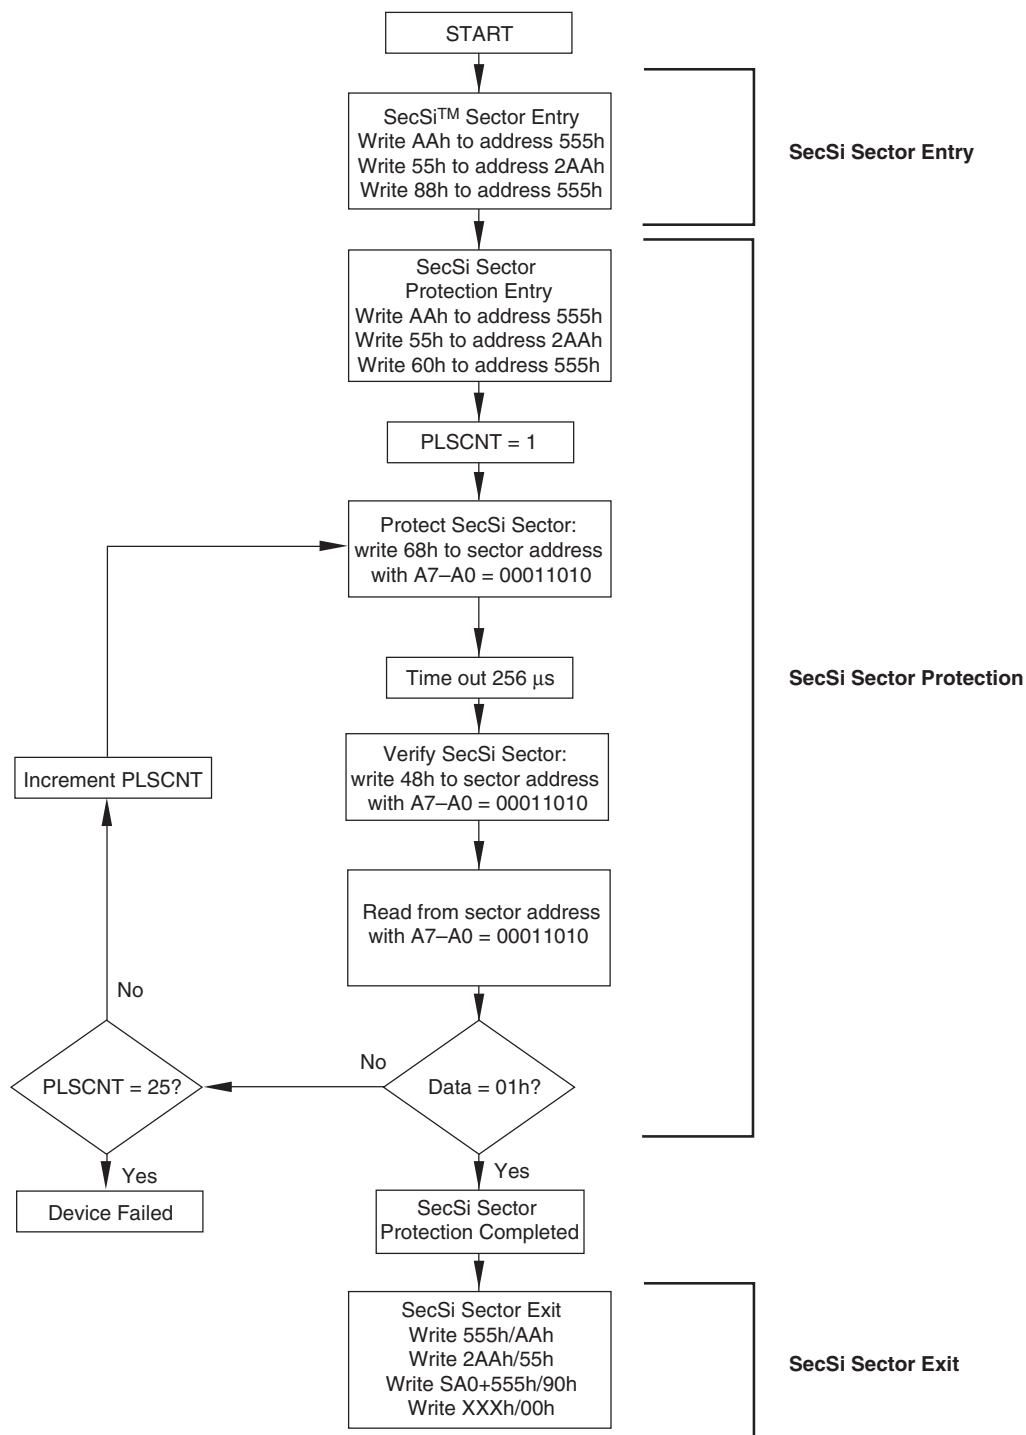 START
SecSi™ Sector Entry
Write AAh to address 555h
Write 55h to address 2AAh
Write 88h to address 555h
SecSi Sector Entry
SecSi Sector
Protection Entry
Write AAh to address 555h
Write 55h to address 2AAh
Write 60h to address 555h
PLSCNT = 1
Protect SecSi Sector:
write 68h to sector address
with A7–A0 = 00011010
Time out 256 μs
SecSi Sector Protection
Increment PLSCNT
Verify SecSi Sector:
write 48h to sector address
with A7–A0 = 00011010
Read from sector address
with A7–A0 = 00011010
No
No
PLSCNT = 25?
Data = 01h?
Yes
Yes
Device Failed
SecSi Sector
Protection Completed
SecSi Sector Exit
Write 555h/AAh
Write 2AAh/55h
Write SA0+555h/90h
Write XXXh/00h
SecSi Sector Exit